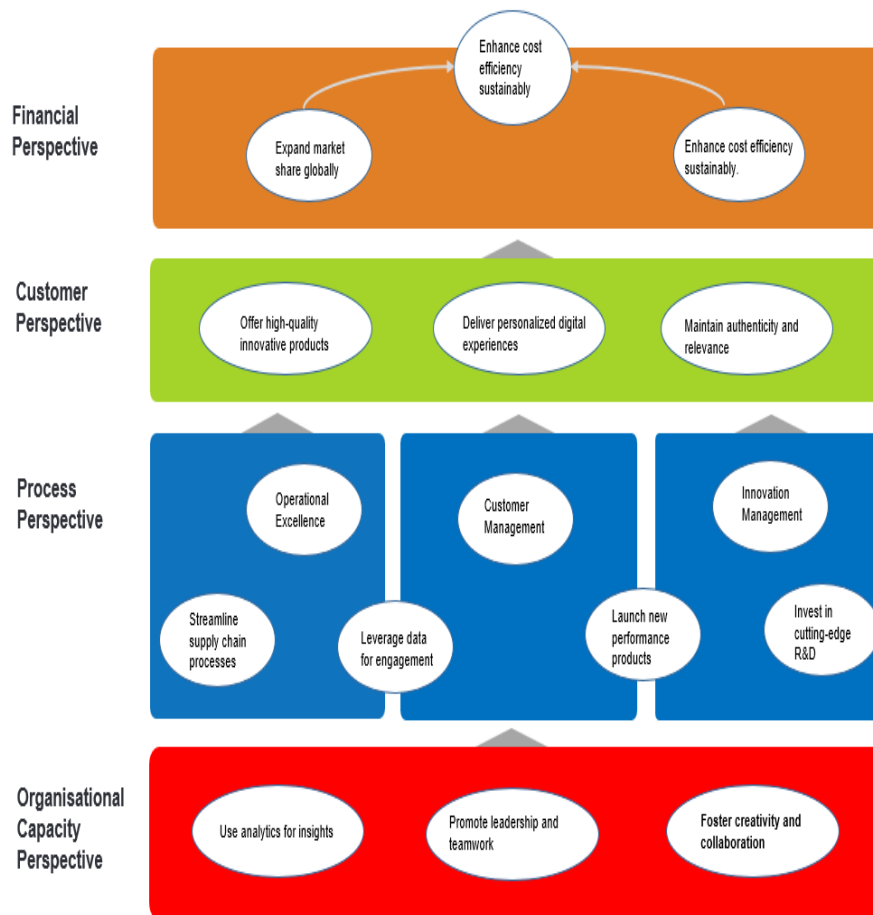 Enhance cost
efficiency
sustainably
Financial
Perspective
Expand market
share globally
Enhance cost efficiency
sustainably.
Customer
Perspective
Offer high-quality
innovative products
Deliver personalized digital
experiences
Maintain authenticity and
relevance
Process
Perspective
Operational
Excellence
Customer
Management
Innovation
Management
Streamline
supply chain
processes
Leverage data
for engagement
Launch new
performance
products
Invest in
cutting-edge
R&D
Organisational
Capacity
Perspective
Use analytics for insights
Promote leadership and
teamwork
Foster creativity and
collaboration